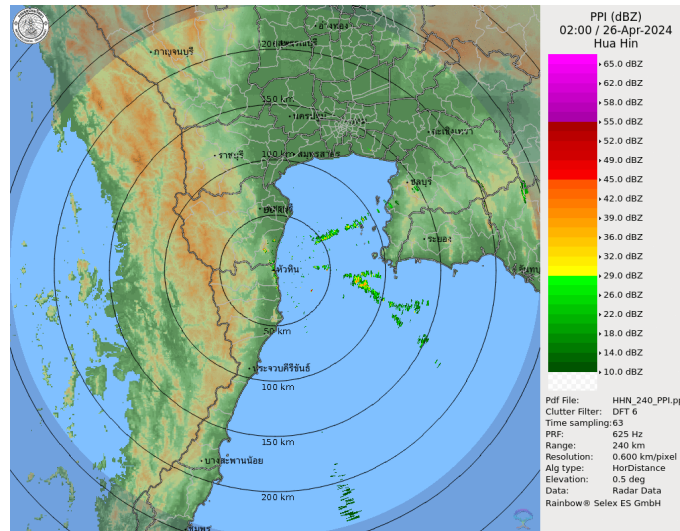 PPI (dBZ)
02:00 / 26-Apr-2024
Hua Hin
65.0 dBZ
62.0 dBZ
58.0 dBZ
55.0 dBZ
52.0 dBZ
49.0 dBZ
45.0 dBZ
42.0 dBZ
39.0 dBZ
36.0 dBZ
32.0 dBZ
29.0 dBZ
26.0 dBZ
22.0 dBZ
18.0 dBZ
14.0 dBZ
10.0 dBZ
Pdf File: HHN_240_PPI.pp
Clutter Filter: DFT 6
Time sampling:63
PRF: 625 Hz
Range: 240 km
Resolution: 0.600 km/pixel
Alg type: HorDistance
Elevation: 0.5 deg
Data: Radar Data
Rainbow® Selex ES GmbH
กาญจนบุรี
150 km
นครปฐม
ฉะเชิงเทรา
ราชบุรี
100 km
สมุทรสาคร
ชลบุรี
ระยอง
หัวหิน
50 km
ประจวบคีรีขันธ์
100 km
150 km
บางสะพานน้อย
200 km
ชุมพร